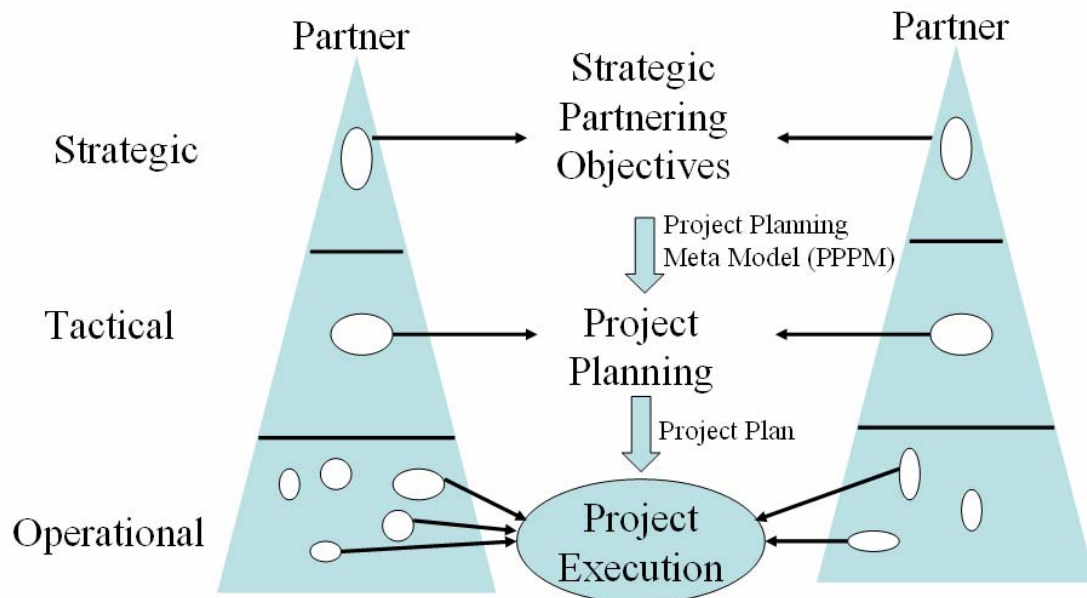 Partner
Partner
Strategic
Strategic
Partnering
Objectives
Project Planning
Meta Model (PPPM)
Tactical
Project
Planning
Project Plan
Operational
Project
Execution